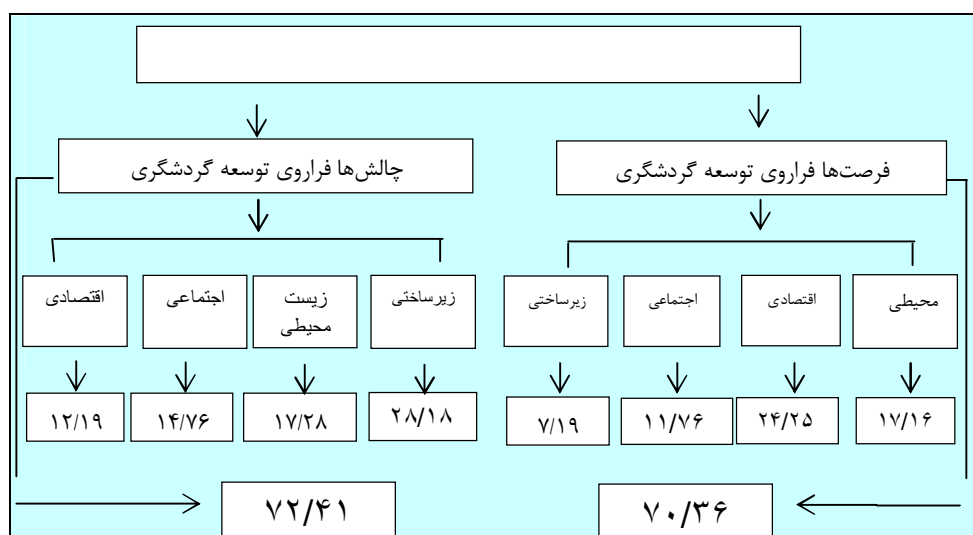 فرصت‌ها فراروی توسعه گردشگری
چالش‌ها فراروی توسعه گردشگری
محیطی
اقتصادی
اجتماعی
زیرساختی
زیرساختی
زیست
محیطی
اجتماعی
اقتصادی
۱۷/۱۶
۲۴/۲۵
۱۱/۷۶
۷/۱۹
۲۸/۱۸
۱۷/۲۸
۱۴/۷۶
۱۲/۱۹
۷۰/۳۶
۷۲/۴۱